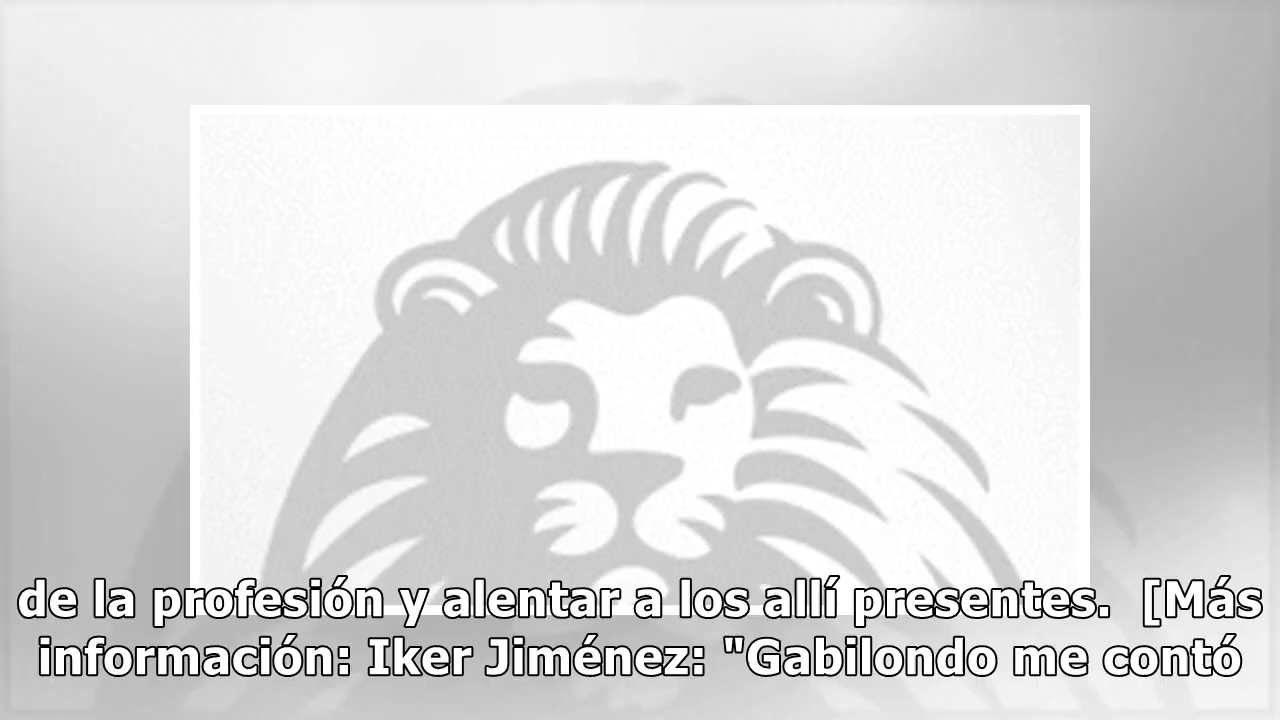 de la profesión y alentar a los allí presentes.  [Más
información: Iker Jiménez: "Gabilondo me contó